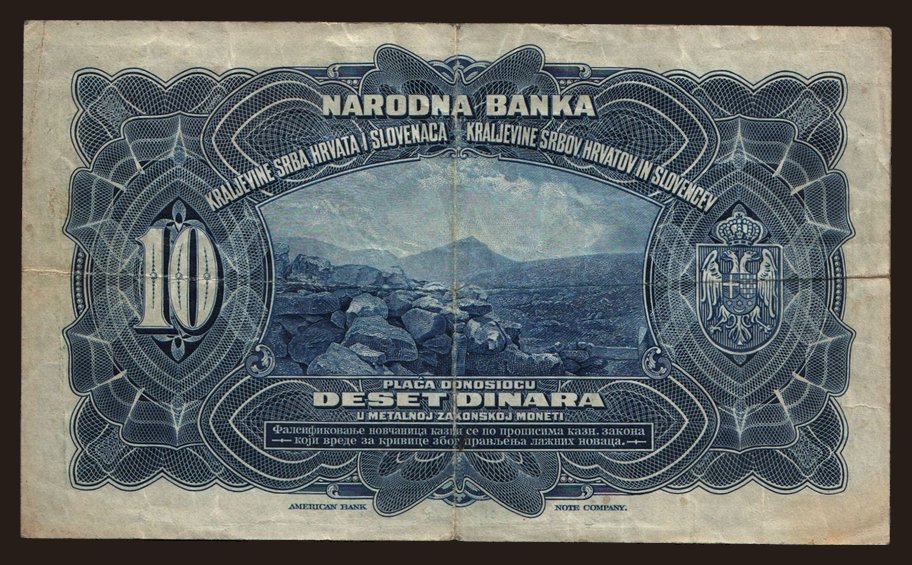 NARODNA BANKA
KRALJEVINE SRBA HRVATA I SLOVENACA KRALJEVINE SRBOV HRVATOV IN SLOVENCEV
10
PLAĆA DONOSIOCU
DESET DINARA
U METALNOJ ZAKONSKOJ MONETI
Фалсификовање новчаница казни се по прописима казн. закона
који вреде за кривице због прављења лажних новаца.
AMERICAN BANK NOTE COMPANY.